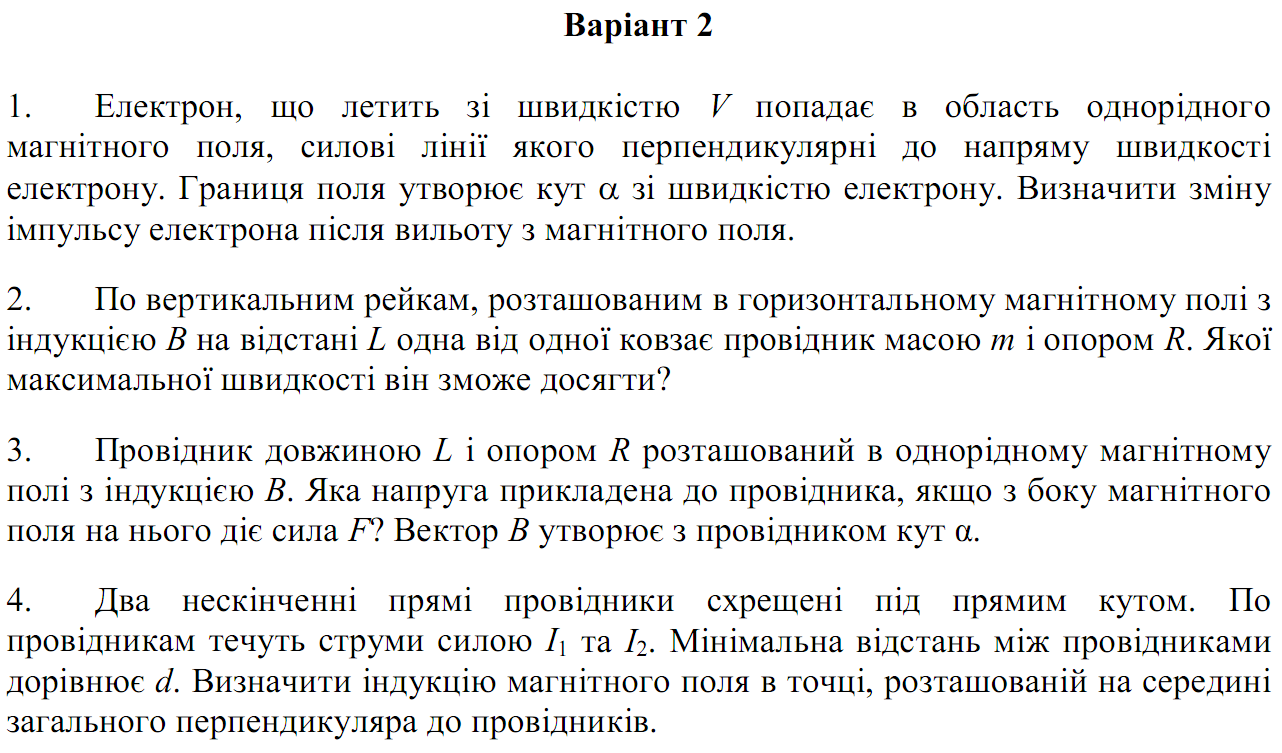 Варіант 2
1. Електрон, що летить зі швидкістю V попадає в область однорідного
магнітного поля, силові лінії якого перпендикулярні до напряму швидкості
електрону. Границя поля утворює кут α зі швидкістю електрону. Визначити зміну
імпульсу електрона після вильоту з магнітного поля.
2. По вертикальним рейкам, розташованим в горизонтальному магнітному полі з
індукцією B на відстані L одна від одної ковзає провідник масою m і опором R. Якої
максимальної швидкості він зможе досягти?
3. Провідник довжиною L і опором R розташований в однорідному магнітному
полі з індукцією B. Яка напруга прикладена до провідника, якщо з боку магнітного
поля на нього діє сила F? Вектор B утворює з провідником кут α.
4. Два нескінченні прямі провідники схрещені під прямим кутом. По
провідникам течуть струми силою I₁ та I₂. Мінімальна відстань між провідниками
дорівнює d. Визначити індукцію магнітного поля в точці, розташованій на середині
загального перпендикуляра до провідників.